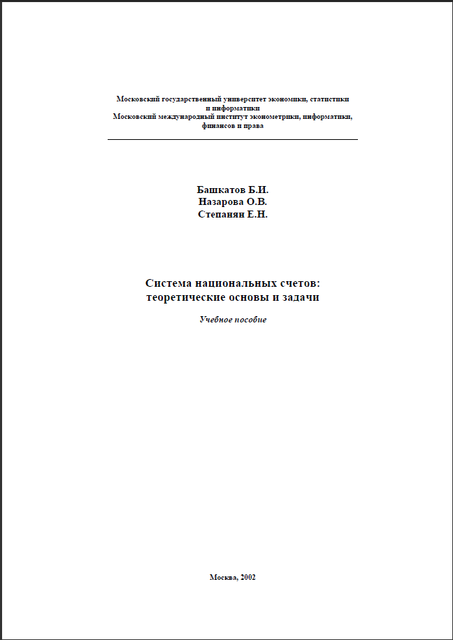 Московский государственный университет экономики, статистики
и информатики
Московский международный институт эконометрики, информатики,
финансов и права
Башкатов Б.И.
Назарова О.В.
Степанян Е.Н.
Система национальных счетов:
теоретические основы и задачи
Учебное пособие
Москва, 2002